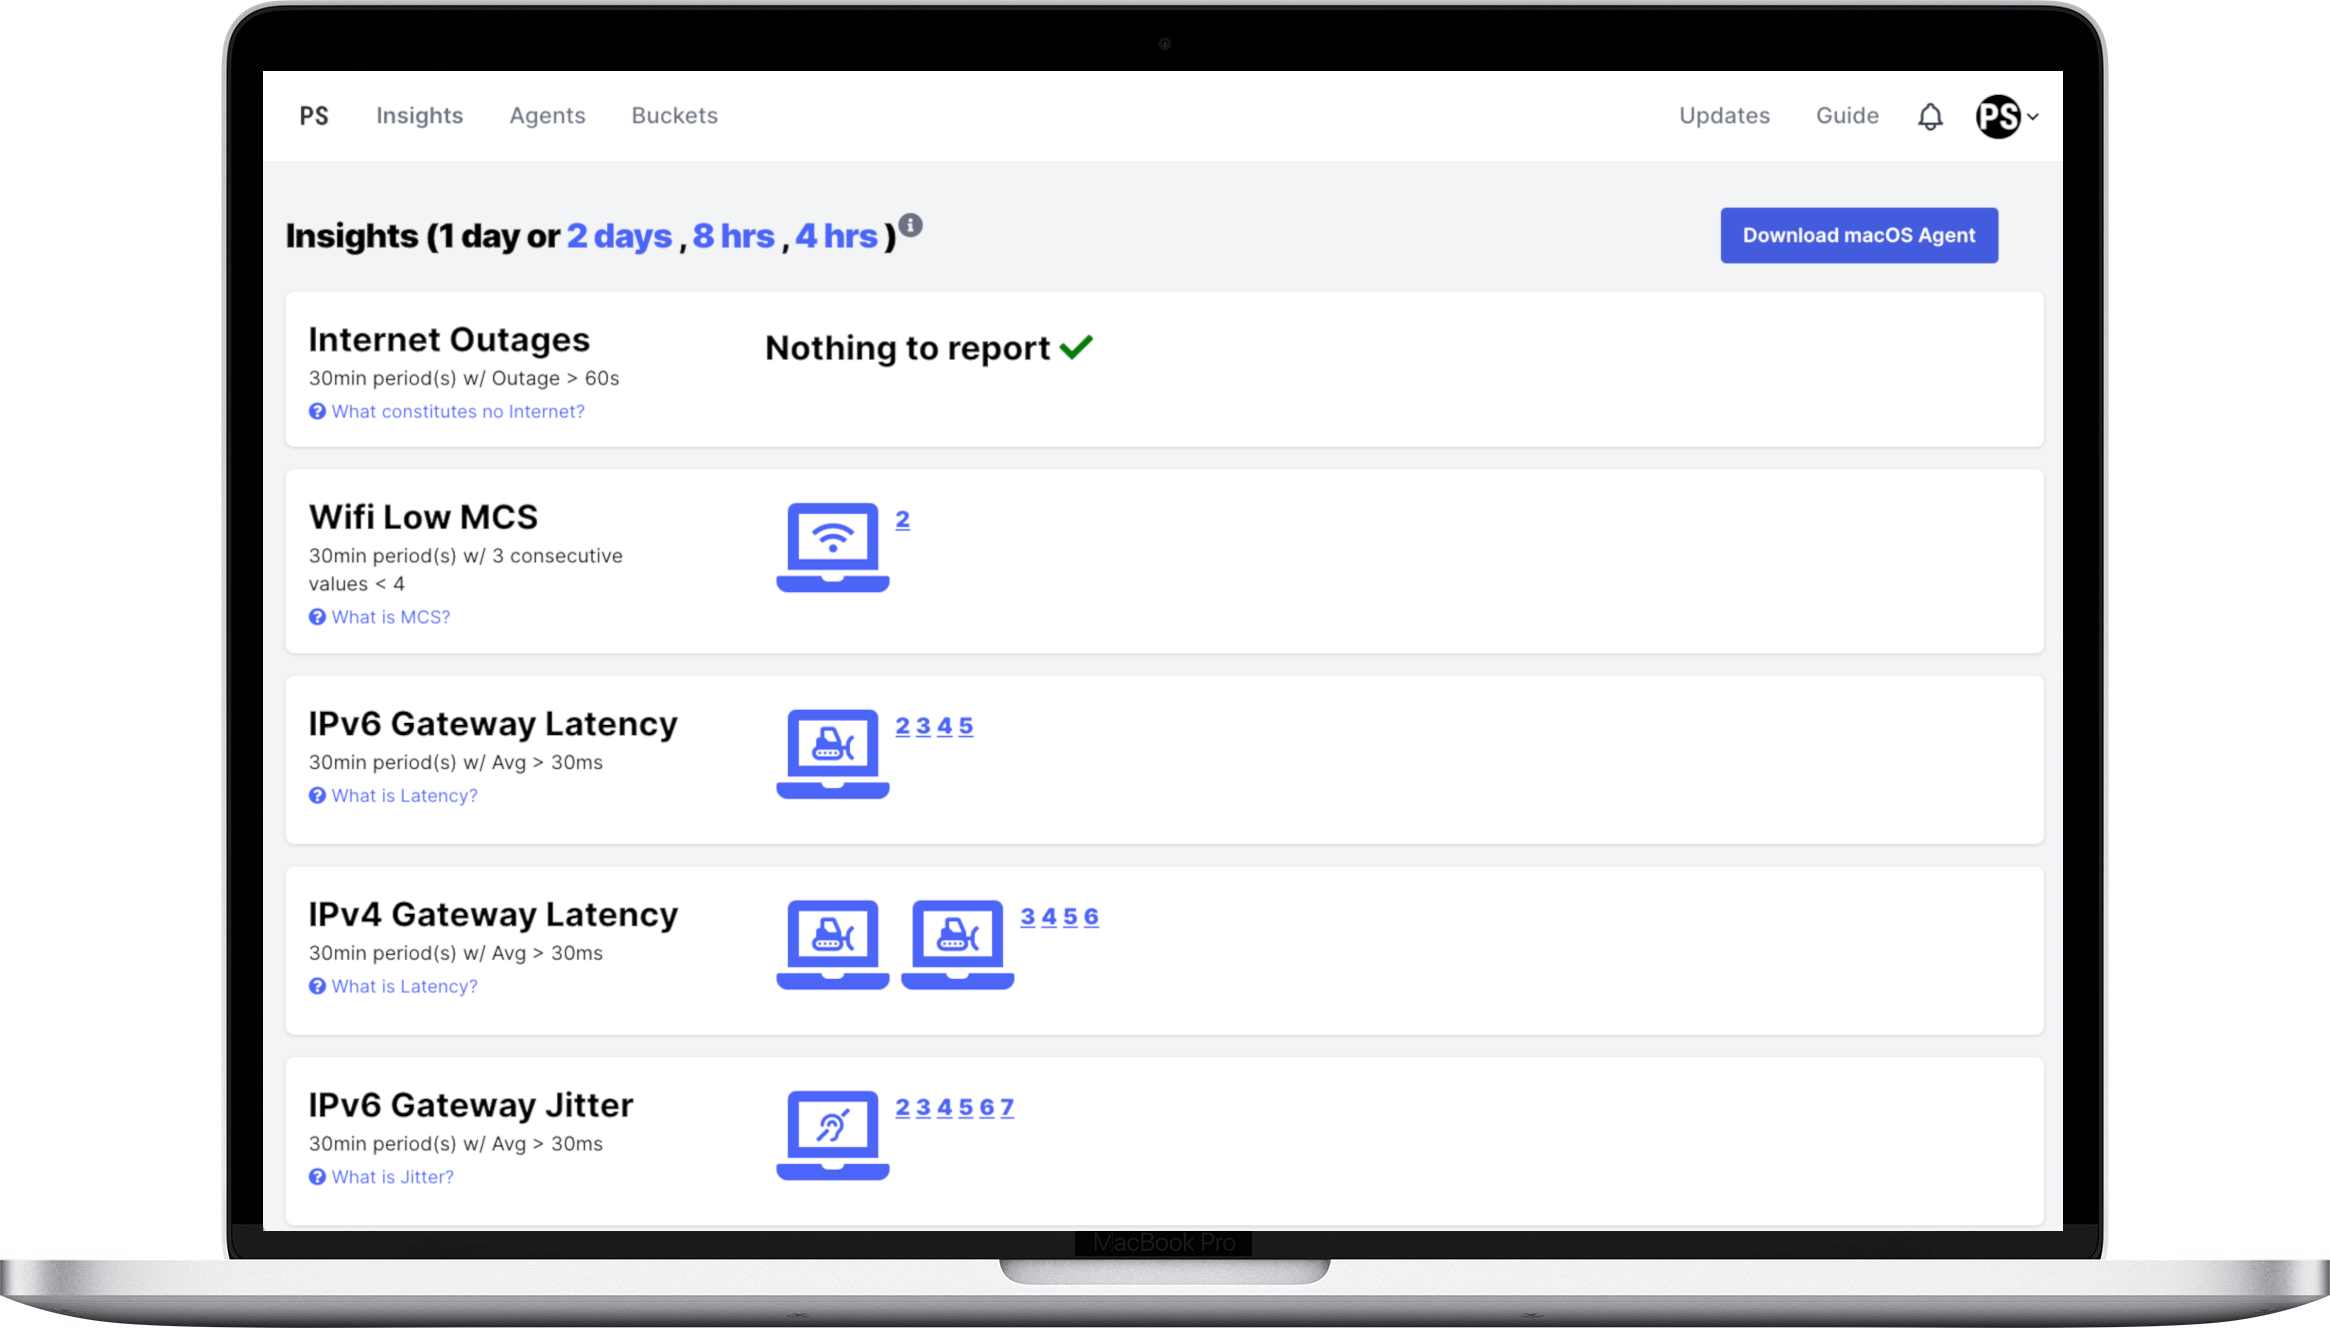 PS Insights Agents Buckets Updates Guide PS
Insights (1 day or 2 days , 8 hrs , 4 hrs )
Download macOS Agent
Internet Outages
30min period(s) w/ Outage > 60s
What constitutes no Internet?
Nothing to report
Wifi Low MCS
30min period(s) w/ 3 consecutive
values < 4
What is MCS?
2
IPv6 Gateway Latency
30min period(s) w/ Avg > 30ms
What is Latency?
2 3 4 5
IPv4 Gateway Latency
30min period(s) w/ Avg > 30ms
What is Latency?
3 4 5 6
IPv6 Gateway Jitter
30min period(s) w/ Avg > 30ms
What is Jitter?
2 3 4 5 6 7
MacBook Pro